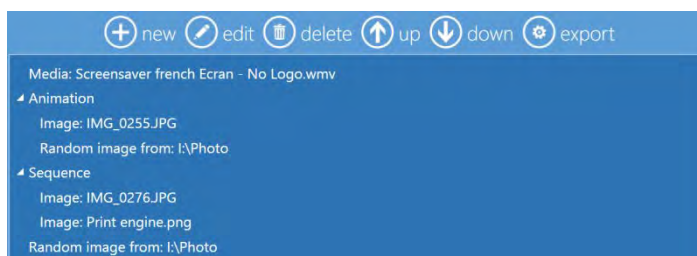 new edit delete up down export
Media: Screensaver french Ecran - No Logo.wmv
Animation
Image: IMG_0255.JPG
Random image from: I:\Photo
Sequence
Image: IMG_0276.JPG
Image: Print engine.png
Random image from: I:\Photo